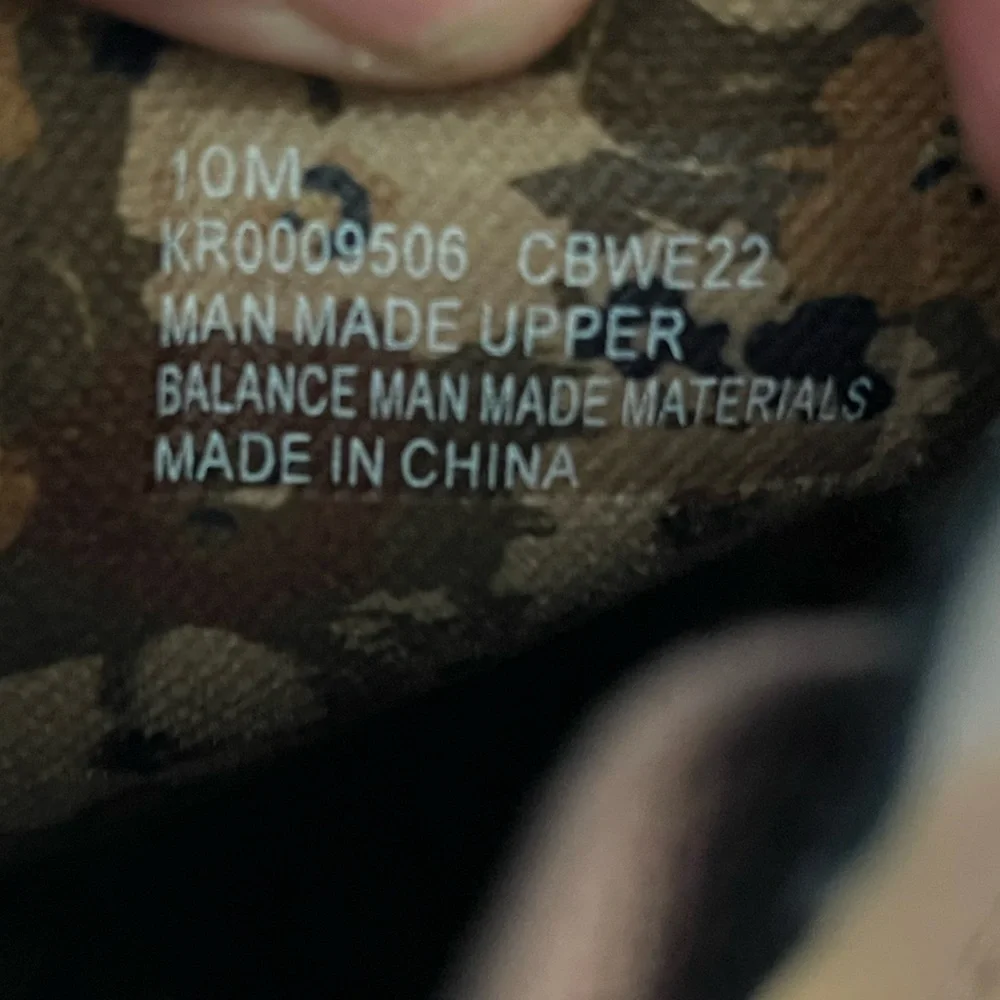 10M
KR0009506 CBWE22
MAN MADE UPPER
BALANCE MAN MADE MATERIALS
MADE IN CHINA